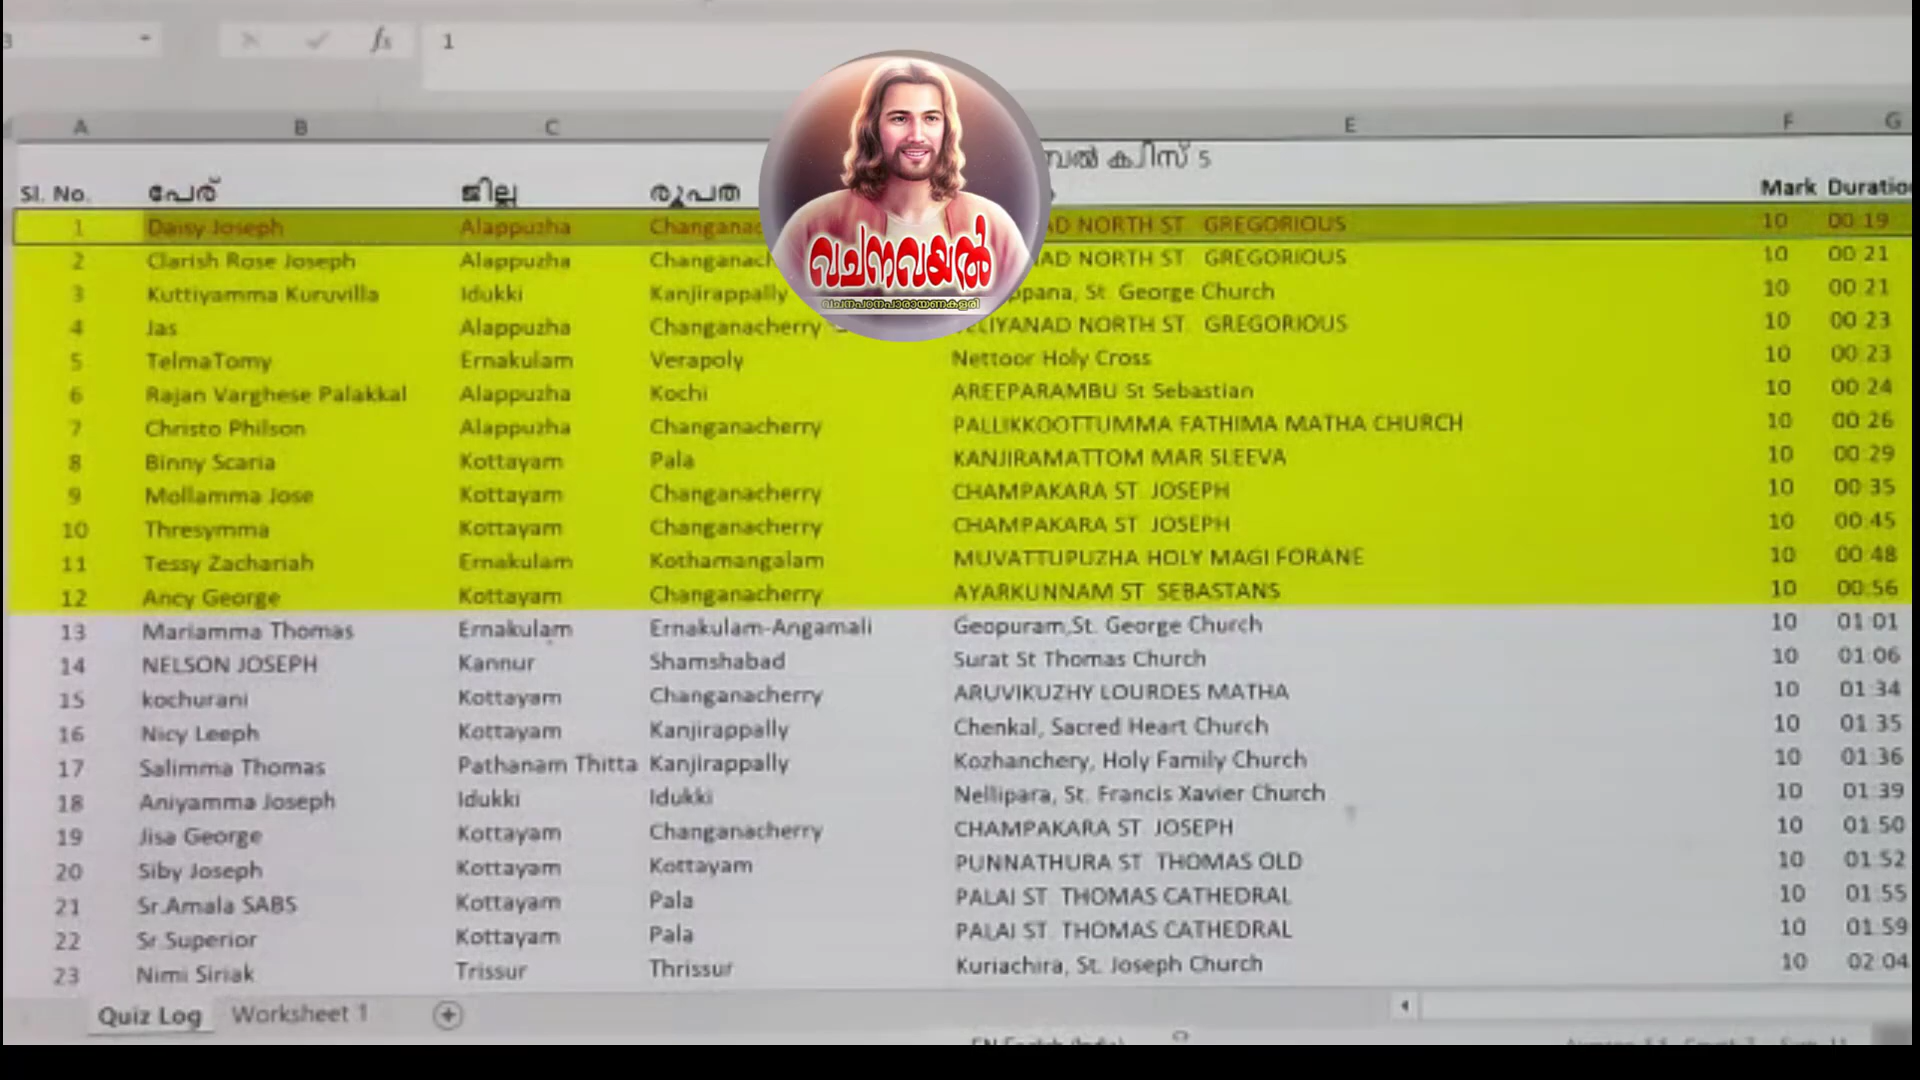 fx 1
A B C E F G
ക്വിസ് 5
Sl. No. പേര് ജില്ല രൂപത Mark Duratio
1 Daisy Joseph Alappuzha Changanac NORTH ST GREGORIOUS 10 00 19
2 Clarish Rose Joseph Alappuzha Changanach NORTH ST GREGORIOUS 10 00 21
3 Kuttiyamma Kuruvilla Idukki Kanjirappally ppana, St George Church 10 00 21
4 Jas Alappuzha Changanacherry ELIYANAD NORTH ST GREGORIOUS 10 00 23
5 TelmaTomy Ernakulam Verapoly Nettoor Holy Cross 10 00 23
6 Rajan Varghese Palakkal Alappuzha Kochi AREEPARAMBU St Sebastian 10 00 24
7 Christo Philson Alappuzha Changanacherry PALLIKKOOTTUMMA FATHIMA MATHA CHURCH 10 00 26
8 Binny Scaria Kottayam Pala KANJIRAMATTOM MAR SLEEVA 10 00 29
9 Mollamma Jose Kottayam Changanacherry CHAMPAKARA ST JOSEPH 10 00 35
10 Thresymma Kottayam Changanacherry CHAMPAKARA ST JOSEPH 10 00:45
11 Tessy Zachariah Ernakulam Kothamangalam MUVATTUPUZHA HOLY MAGI FORANE 10 00 48
12 Ancy George Kottayam Changanacherry AYARKUNNAM ST SEBASTANS 10 00:56
13 Mariamma Thomas Ernakulam Ernakulam-Angamali Geopuram,St. George Church 10 01 01
14 NELSON JOSEPH Kannur Shamshabad Surat St Thomas Church 10 01 06
15 kochurani Kottayam Changanacherry ARUVIKUZHY LOURDES MATHA 10 01 34
16 Nicy Leeph Kottayam Kanjirappally Chenkal, Sacred Heart Church 10 01 35
17 Salimma Thomas Pathanam Thitta Kanjirappally Kozhanchery, Holy Family Church 10 01 36
18 Aniyamma Joseph Idukki Idukki Nellipara, St. Francis Xavier Church 10 01 39
19 Jisa George Kottayam Changanacherry CHAMPAKARA ST JOSEPH 10 01 50
20 Siby Joseph Kottayam Kottayam PUNNATHURA ST THOMAS OLD 10 01 52
21 Sr.Amala SABS Kottayam Pala PALAI ST THOMAS CATHEDRAL 10 01:55
22 Sr Superior Kottayam Pala PALAI ST THOMAS CATHEDRAL 10 01:59
23 Nimi Siriak Trissur Thrissur Kuriachira, St. Joseph Church 10 02 04
Quiz Log Worksheet 1
വചനവയൽ
വചനപഠനപാരായണകളരി